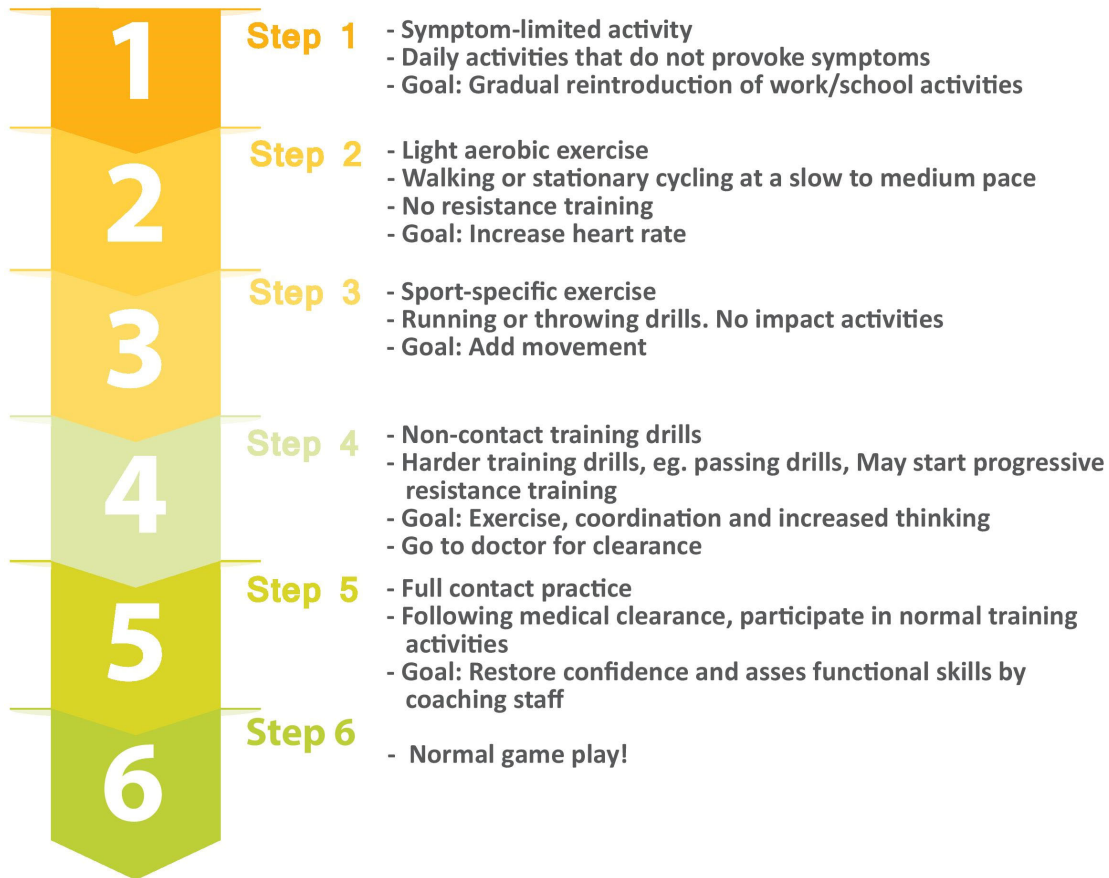 1
Step 1
- Symptom-limited activity
- Daily activities that do not provoke symptoms
- Goal: Gradual reintroduction of work/school activities
2
Step 2
- Light aerobic exercise
- Walking or stationary cycling at a slow to medium pace
- No resistance training
- Goal: Increase heart rate
3
Step 3
- Sport-specific exercise
- Running or throwing drills. No impact activities
- Goal: Add movement
4
Step 4
- Non-contact training drills
- Harder training drills, eg. passing drills, May start progressive
resistance training
- Goal: Exercise, coordination and increased thinking
- Go to doctor for clearance
5
Step 5
- Full contact practice
- Following medical clearance, participate in normal training
activities
- Goal: Restore confidence and asses functional skills by
coaching staff
6
Step 6
- Normal game play!